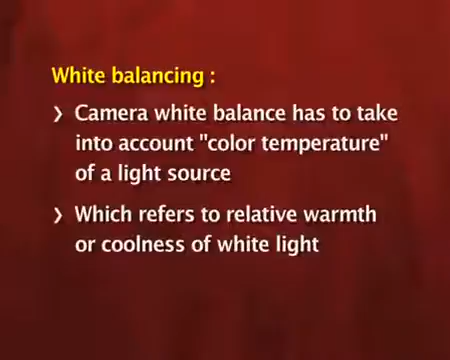 White balancing :
❯ Camera white balance has to take
into account "color temperature"
of a light source
❯ Which refers to relative warmth
or coolness of white light